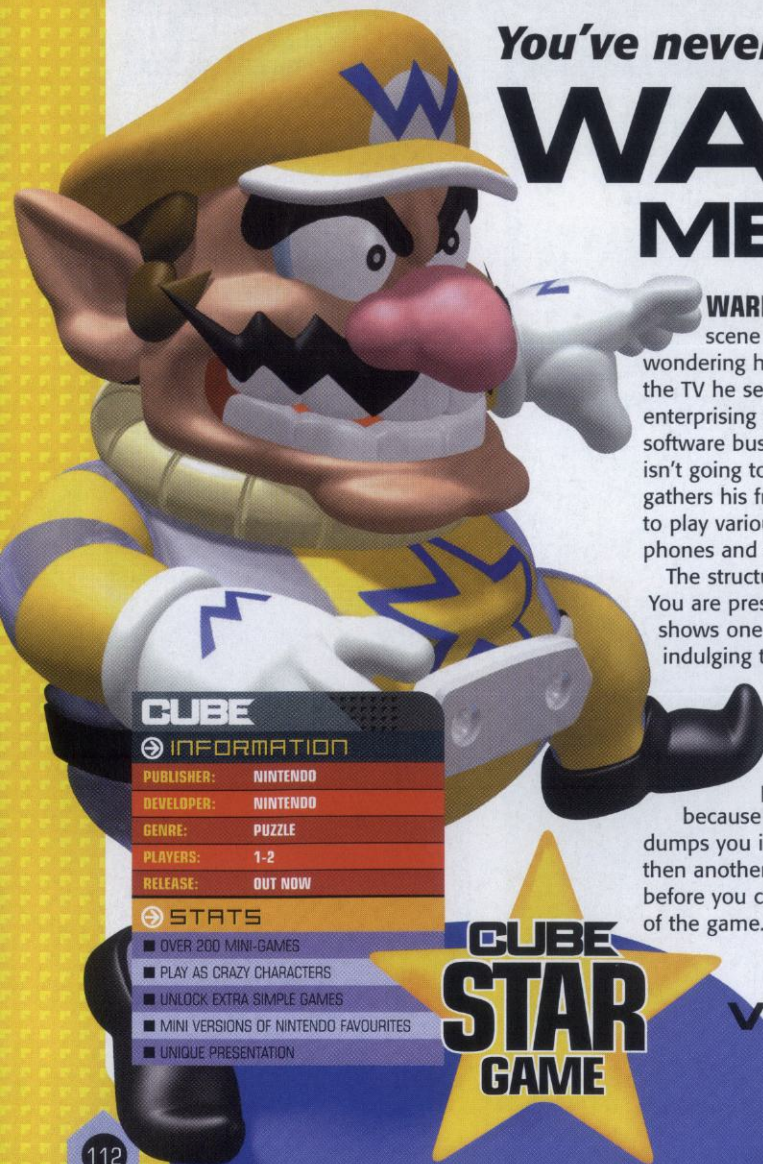 You've never
WA
ME
W
WARI
scene
wondering h
the TV he se
enterprising
software bus
isn't going to
gathers his fr
to play variou
phones and
The structu
You are pres
shows one
indulging t
because
dumps you i
then another
before you c
of the game.
CUBE
INFORMATION
PUBLISHER: NINTENDO
DEVELOPER: NINTENDO
GENRE: PUZZLE
PLAYERS: 1-2
RELEASE: OUT NOW
STATS
■ OVER 200 MINI-GAMES
■ PLAY AS CRAZY CHARACTERS
■ UNLOCK EXTRA SIMPLE GAMES
■ MINI VERSIONS OF NINTENDO FAVOURITES
■ UNIQUE PRESENTATION
CUBE
STAR
GAME
V
112